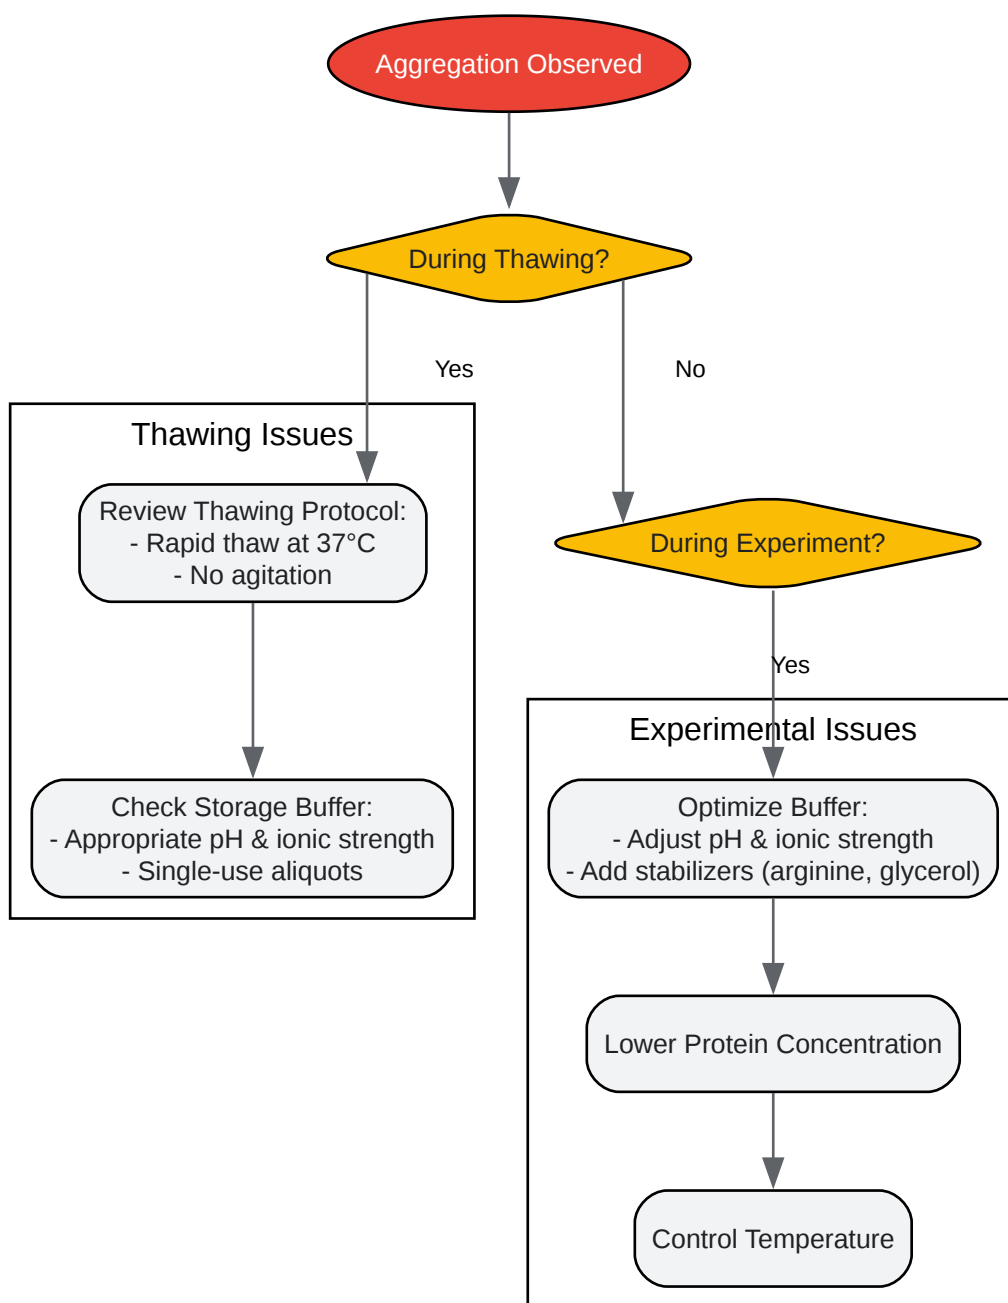 Aggregation Observed
During Thawing?
Yes
No
Thawing Issues
Review Thawing Protocol:
- Rapid thaw at 37°C
- No agitation
During Experiment?
Yes
Experimental Issues
Check Storage Buffer:
- Appropriate pH & ionic strength
- Single-use aliquots
Optimize Buffer:
- Adjust pH & ionic strength
- Add stabilizers (arginine, glycerol)
Lower Protein Concentration
Control Temperature